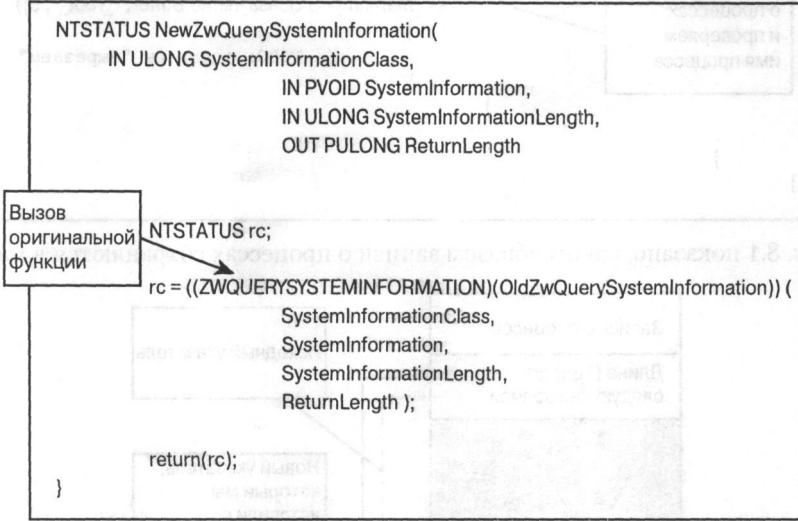 NTSTATUS NewZwQuerySystemInformation(
IN ULONG SystemInformationClass,
IN PVOID SystemInformation,
IN ULONG SystemInformationLength,
OUT PULONG ReturnLength
Вызов
оригинальной
функции
NTSTATUS rc;
rc = ((ZWQUERYSYSTEMINFORMATION)(OldZwQuerySystemInformation)) (
SystemInformationClass,
SystemInformation,
SystemInformationLength,
ReturnLength );
return(rc);
}